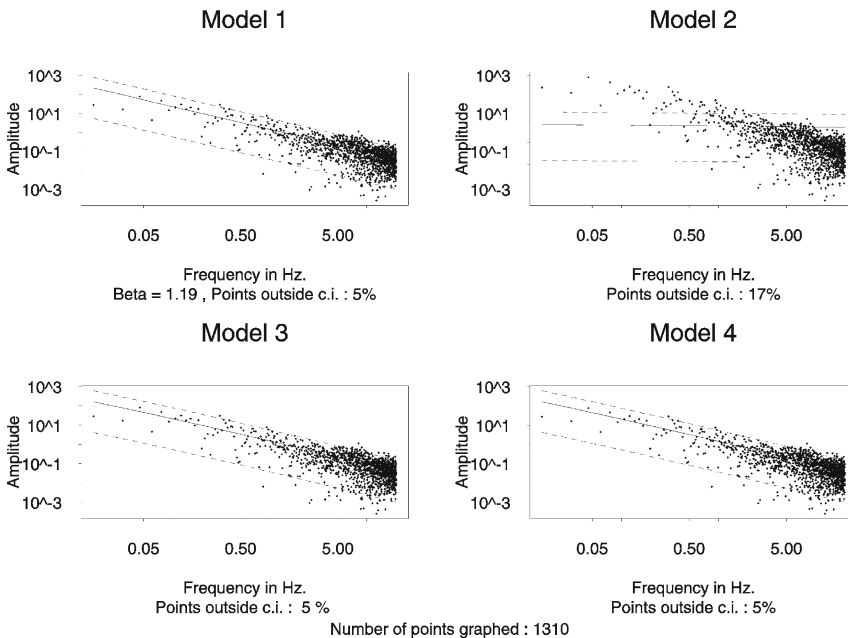 Model 1
Model 2
10^3
10^1
10^-1
10^-3
Amplitude
0.05 0.50 5.00
Frequency in Hz.
Beta = 1.19 , Points outside c.i. : 5%
10^3
10^1
10^-1
10^-3
Amplitude
0.05 0.50 5.00
Frequency in Hz.
Points outside c.i. : 17%
Model 3
Model 4
10^3
10^1
10^-1
10^-3
Amplitude
0.05 0.50 5.00
Frequency in Hz.
Points outside c.i. : 5 %
10^3
10^1
10^-1
10^-3
Amplitude
0.05 0.50 5.00
Frequency in Hz.
Points outside c.i. : 5%
Number of points graphed : 1310